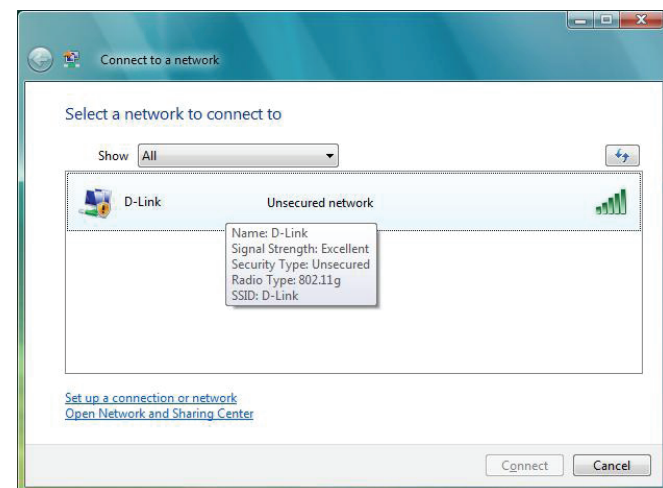 Connect to a network
Select a network to connect to
Show All
D-Link Unsecured network
Name: D-Link
Signal Strength: Excellent
Security Type: Unsecured
Radio Type: 802.11g
SSID: D-Link
Set up a connection or network
Open Network and Sharing Center
Connect Cancel